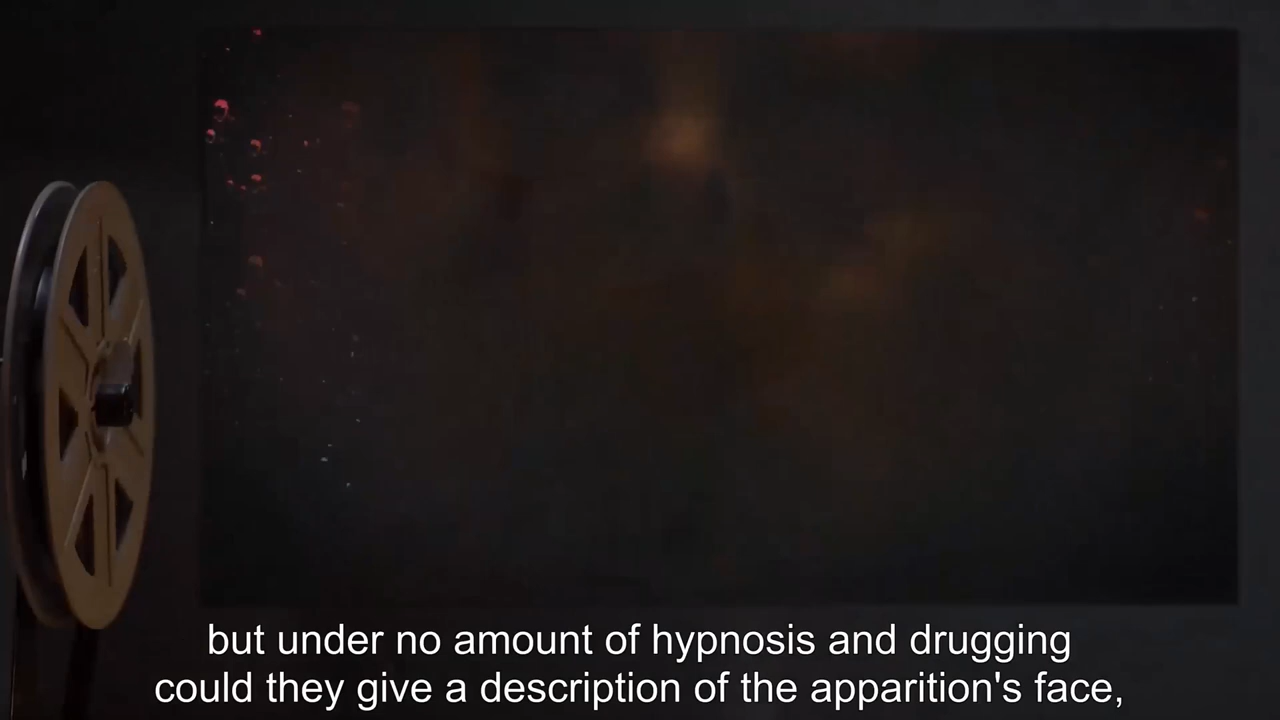 but under no amount of hypnosis and drugging
could they give a description of the apparition's face,